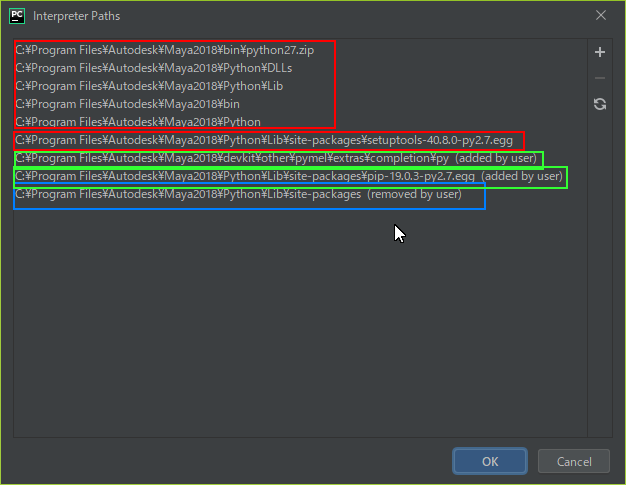 PC Interpreter Paths
C:¥Program Files¥Autodesk¥Maya2018¥bin¥python27.zip
C:¥Program Files¥Autodesk¥Maya2018¥Python¥DLLs
C:¥Program Files¥Autodesk¥Maya2018¥Python¥Lib
C:¥Program Files¥Autodesk¥Maya2018¥bin
C:¥Program Files¥Autodesk¥Maya2018¥Python
C:¥Program Files¥Autodesk¥Maya2018¥Python¥Lib¥site-packages¥setuptools-40.8.0-py2.7.egg
C:¥Program Files¥Autodesk¥Maya2018¥devkit¥other¥pymel¥extras¥completion¥py (added by user)
C:¥Program Files¥Autodesk¥Maya2018¥Python¥Lib¥site-packages¥pip-19.0.3-py2.7.egg (added by user)
C:¥Program Files¥Autodesk¥Maya2018¥Python¥Lib¥site-packages (removed by user)
OK Cancel